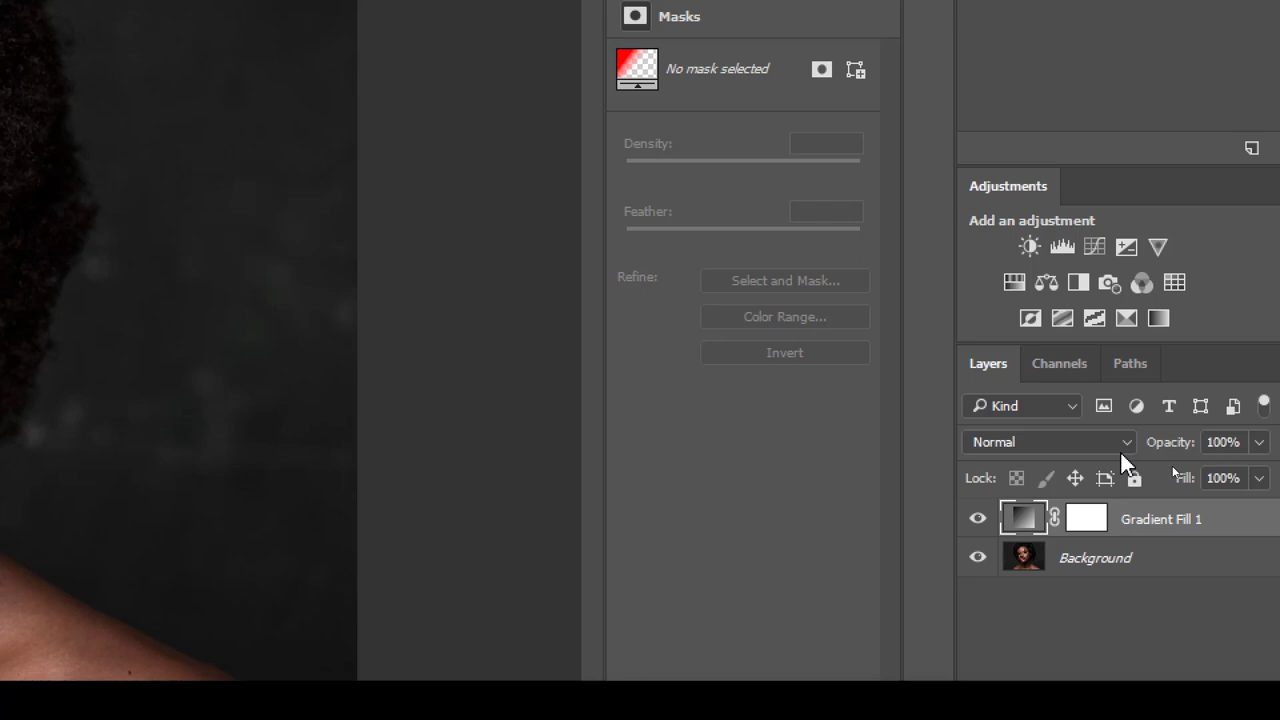 Masks
No mask selected
Density:
Feather:
Refine:
Select and Mask...
Color Range...
Invert
Adjustments
Add an adjustment
Layers Channels Paths
Kind
Normal Opacity: 100%
Lock: Fill: 100%
Gradient Fill 1
Background